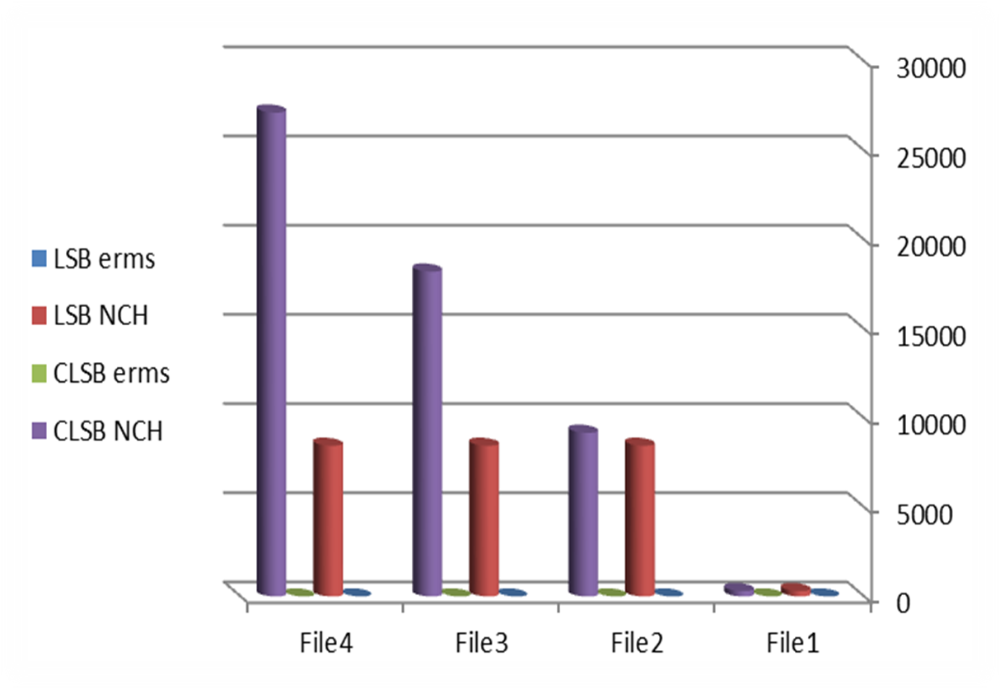 30000
25000
20000
15000
10000
5000
0
LSB erms
LSB NCH
CLSB erms
CLSB NCH
File4 File3 File2 File1